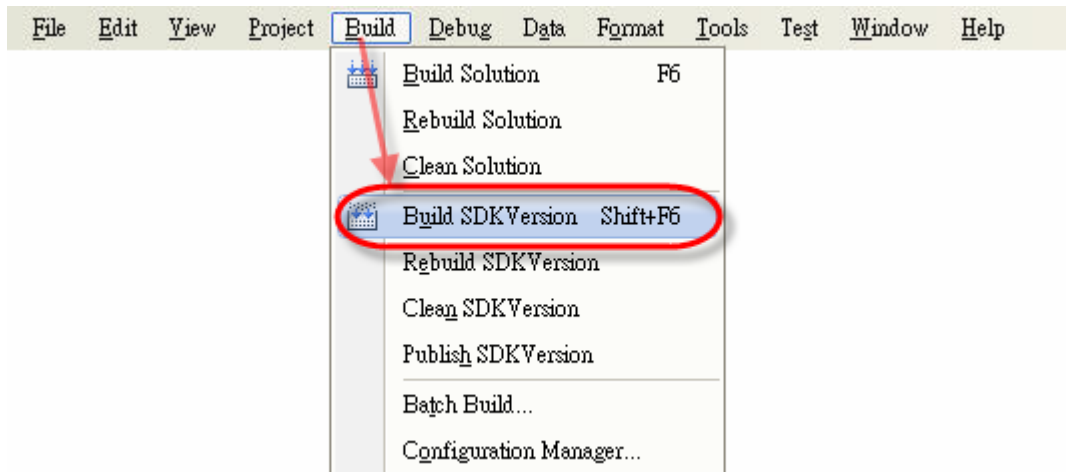 File Edit View Project Build Debug Data Format Tools Test Window Help
Build Solution F6
Rebuild Solution
Clean Solution
Build SDKVersion Shift+F6
Rebuild SDKVersion
Clean SDKVersion
Publish SDKVersion
Batch Build...
Configuration Manager...